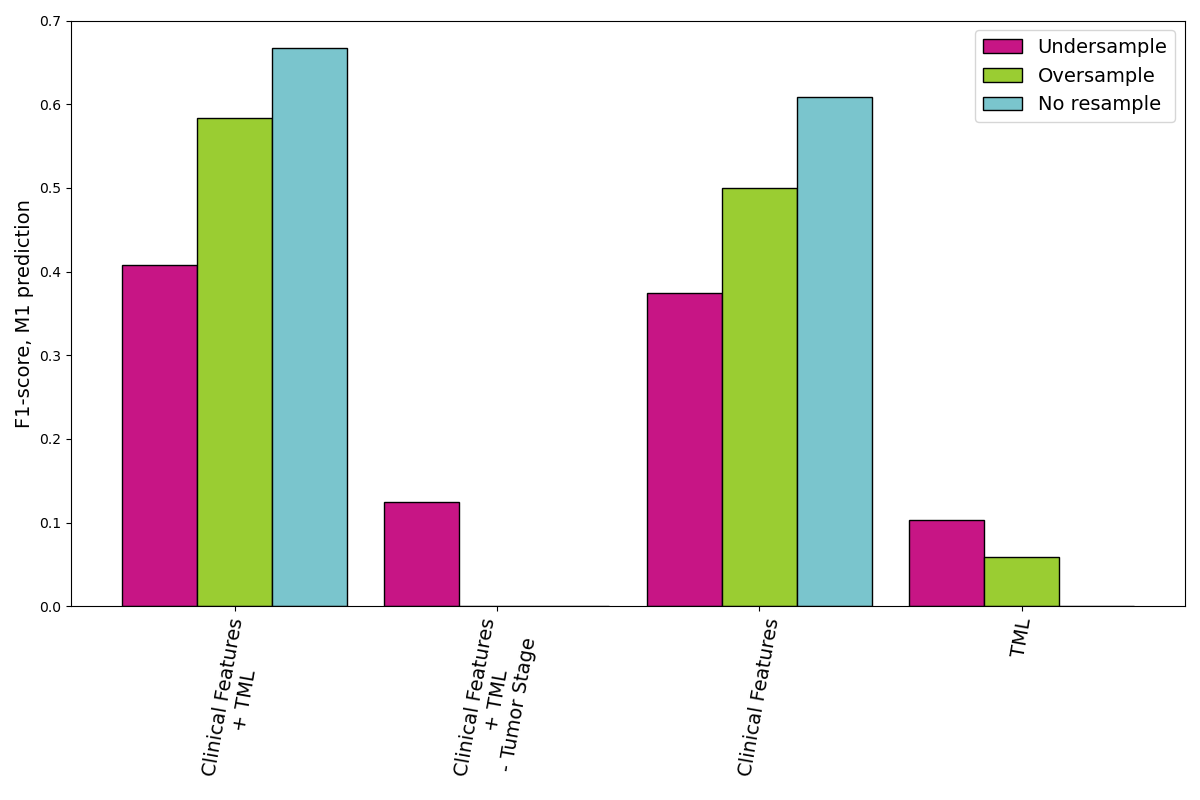 0.7
0.6
0.5
0.4
0.3
0.2
0.1
0.0
F1-score, M1 prediction
Undersample
Oversample
No resample
Clinical Features
+ TML
Clinical Features
+ TML
- Tumor Stage
Clinical Features
TML